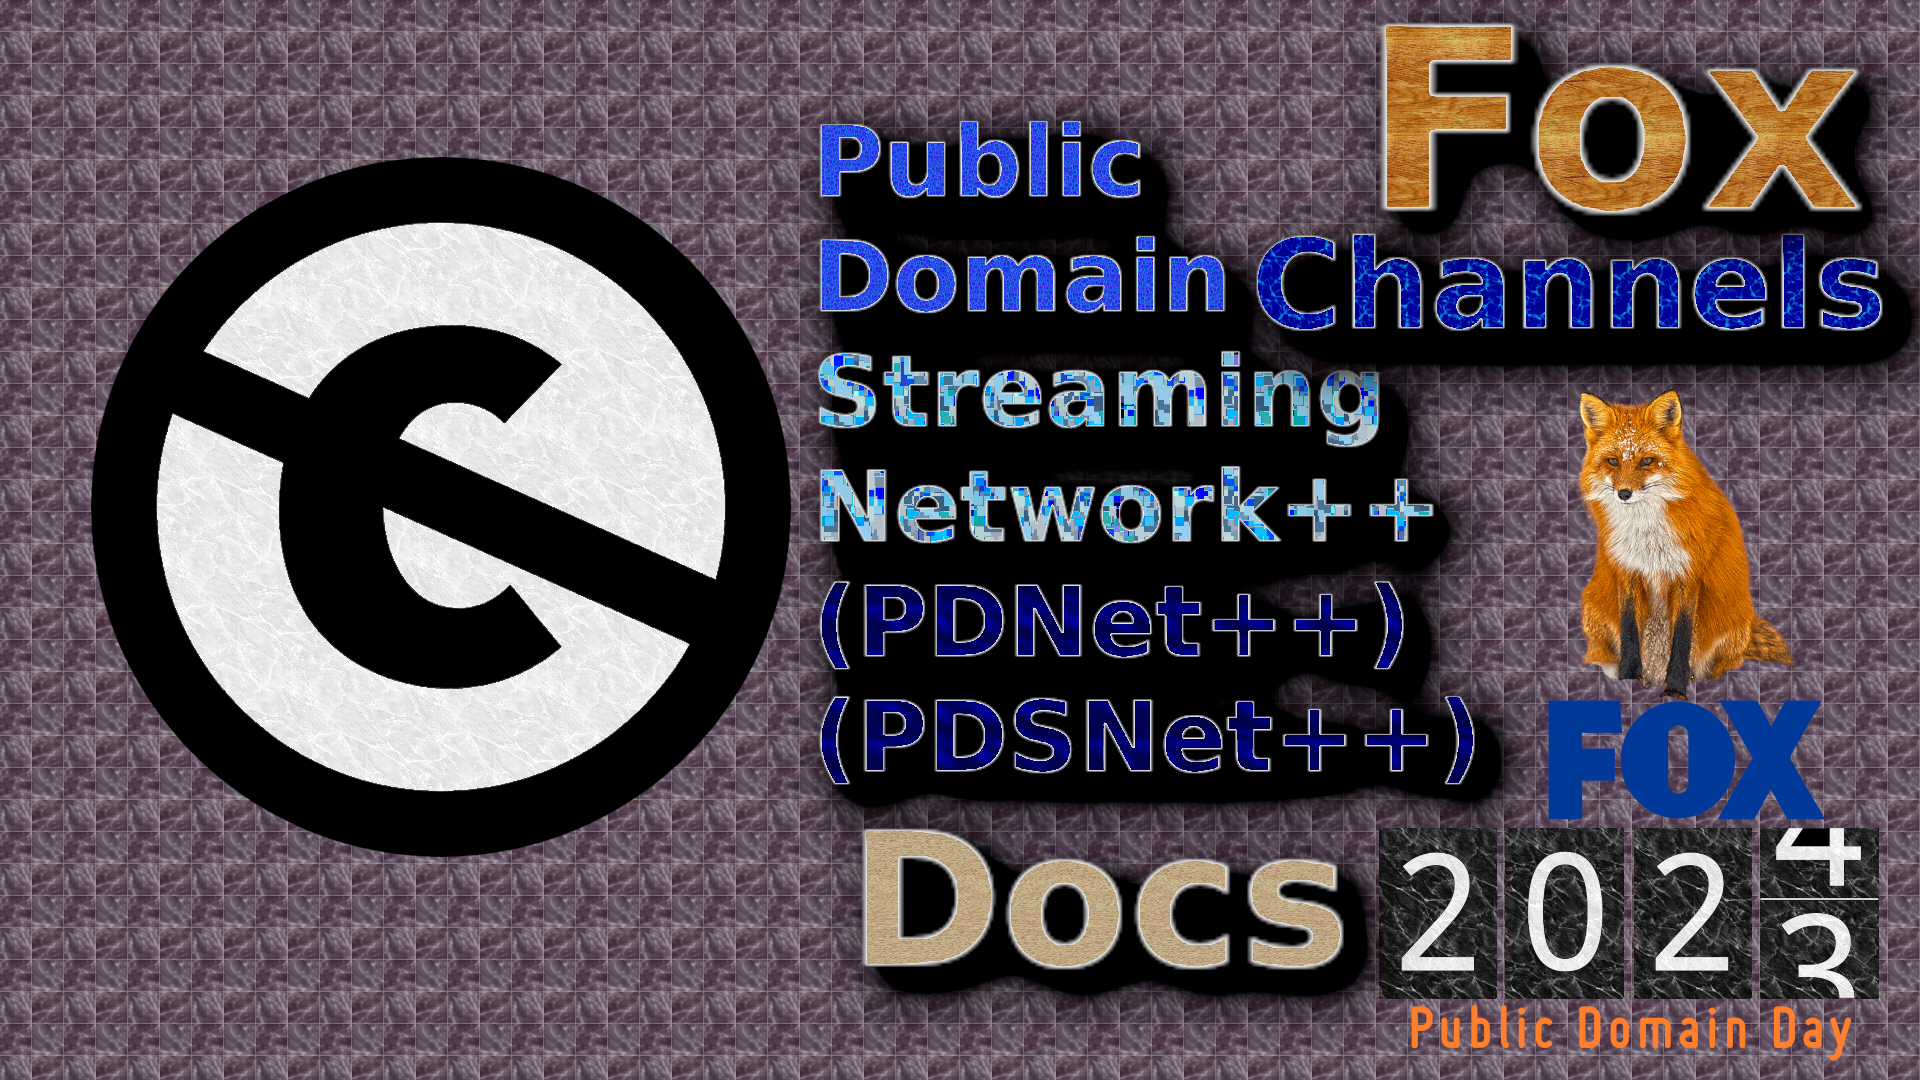 Fox
Channels
Public
Domain
Streaming
Network++
(PDNet++)
(PDSNet++)
Docs
FOX
2024
3
Public Domain Day